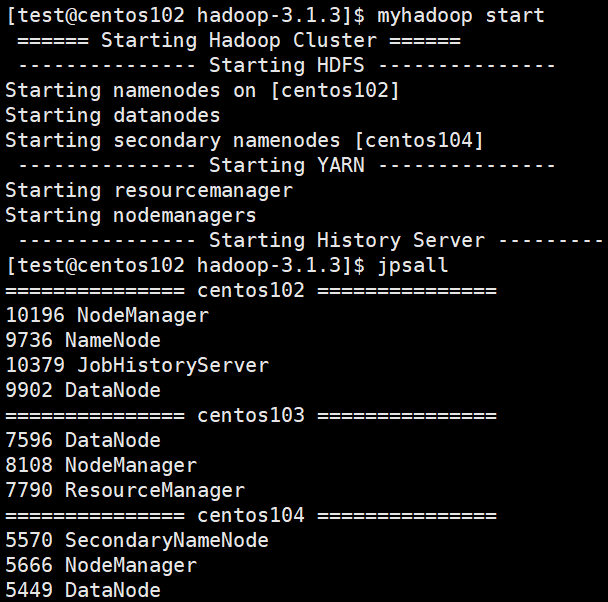 [test@centos102 hadoop-3.1.3]$ myhadoop start
 ====== Starting Hadoop Cluster ======
 --------------- Starting HDFS ---------------
Starting namenodes on [centos102]
Starting datanodes
Starting secondary namenodes [centos104]
 --------------- Starting YARN ---------------
Starting resourcemanager
Starting nodemanagers
 --------------- Starting History Server ---------
[test@centos102 hadoop-3.1.3]$ jpsall
=============== centos102 ===============
10196 NodeManager
9736 NameNode
10379 JobHistoryServer
9902 DataNode
=============== centos103 ===============
7596 DataNode
8108 NodeManager
7790 ResourceManager
=============== centos104 ===============
5570 SecondaryNameNode
5666 NodeManager
5449 DataNode